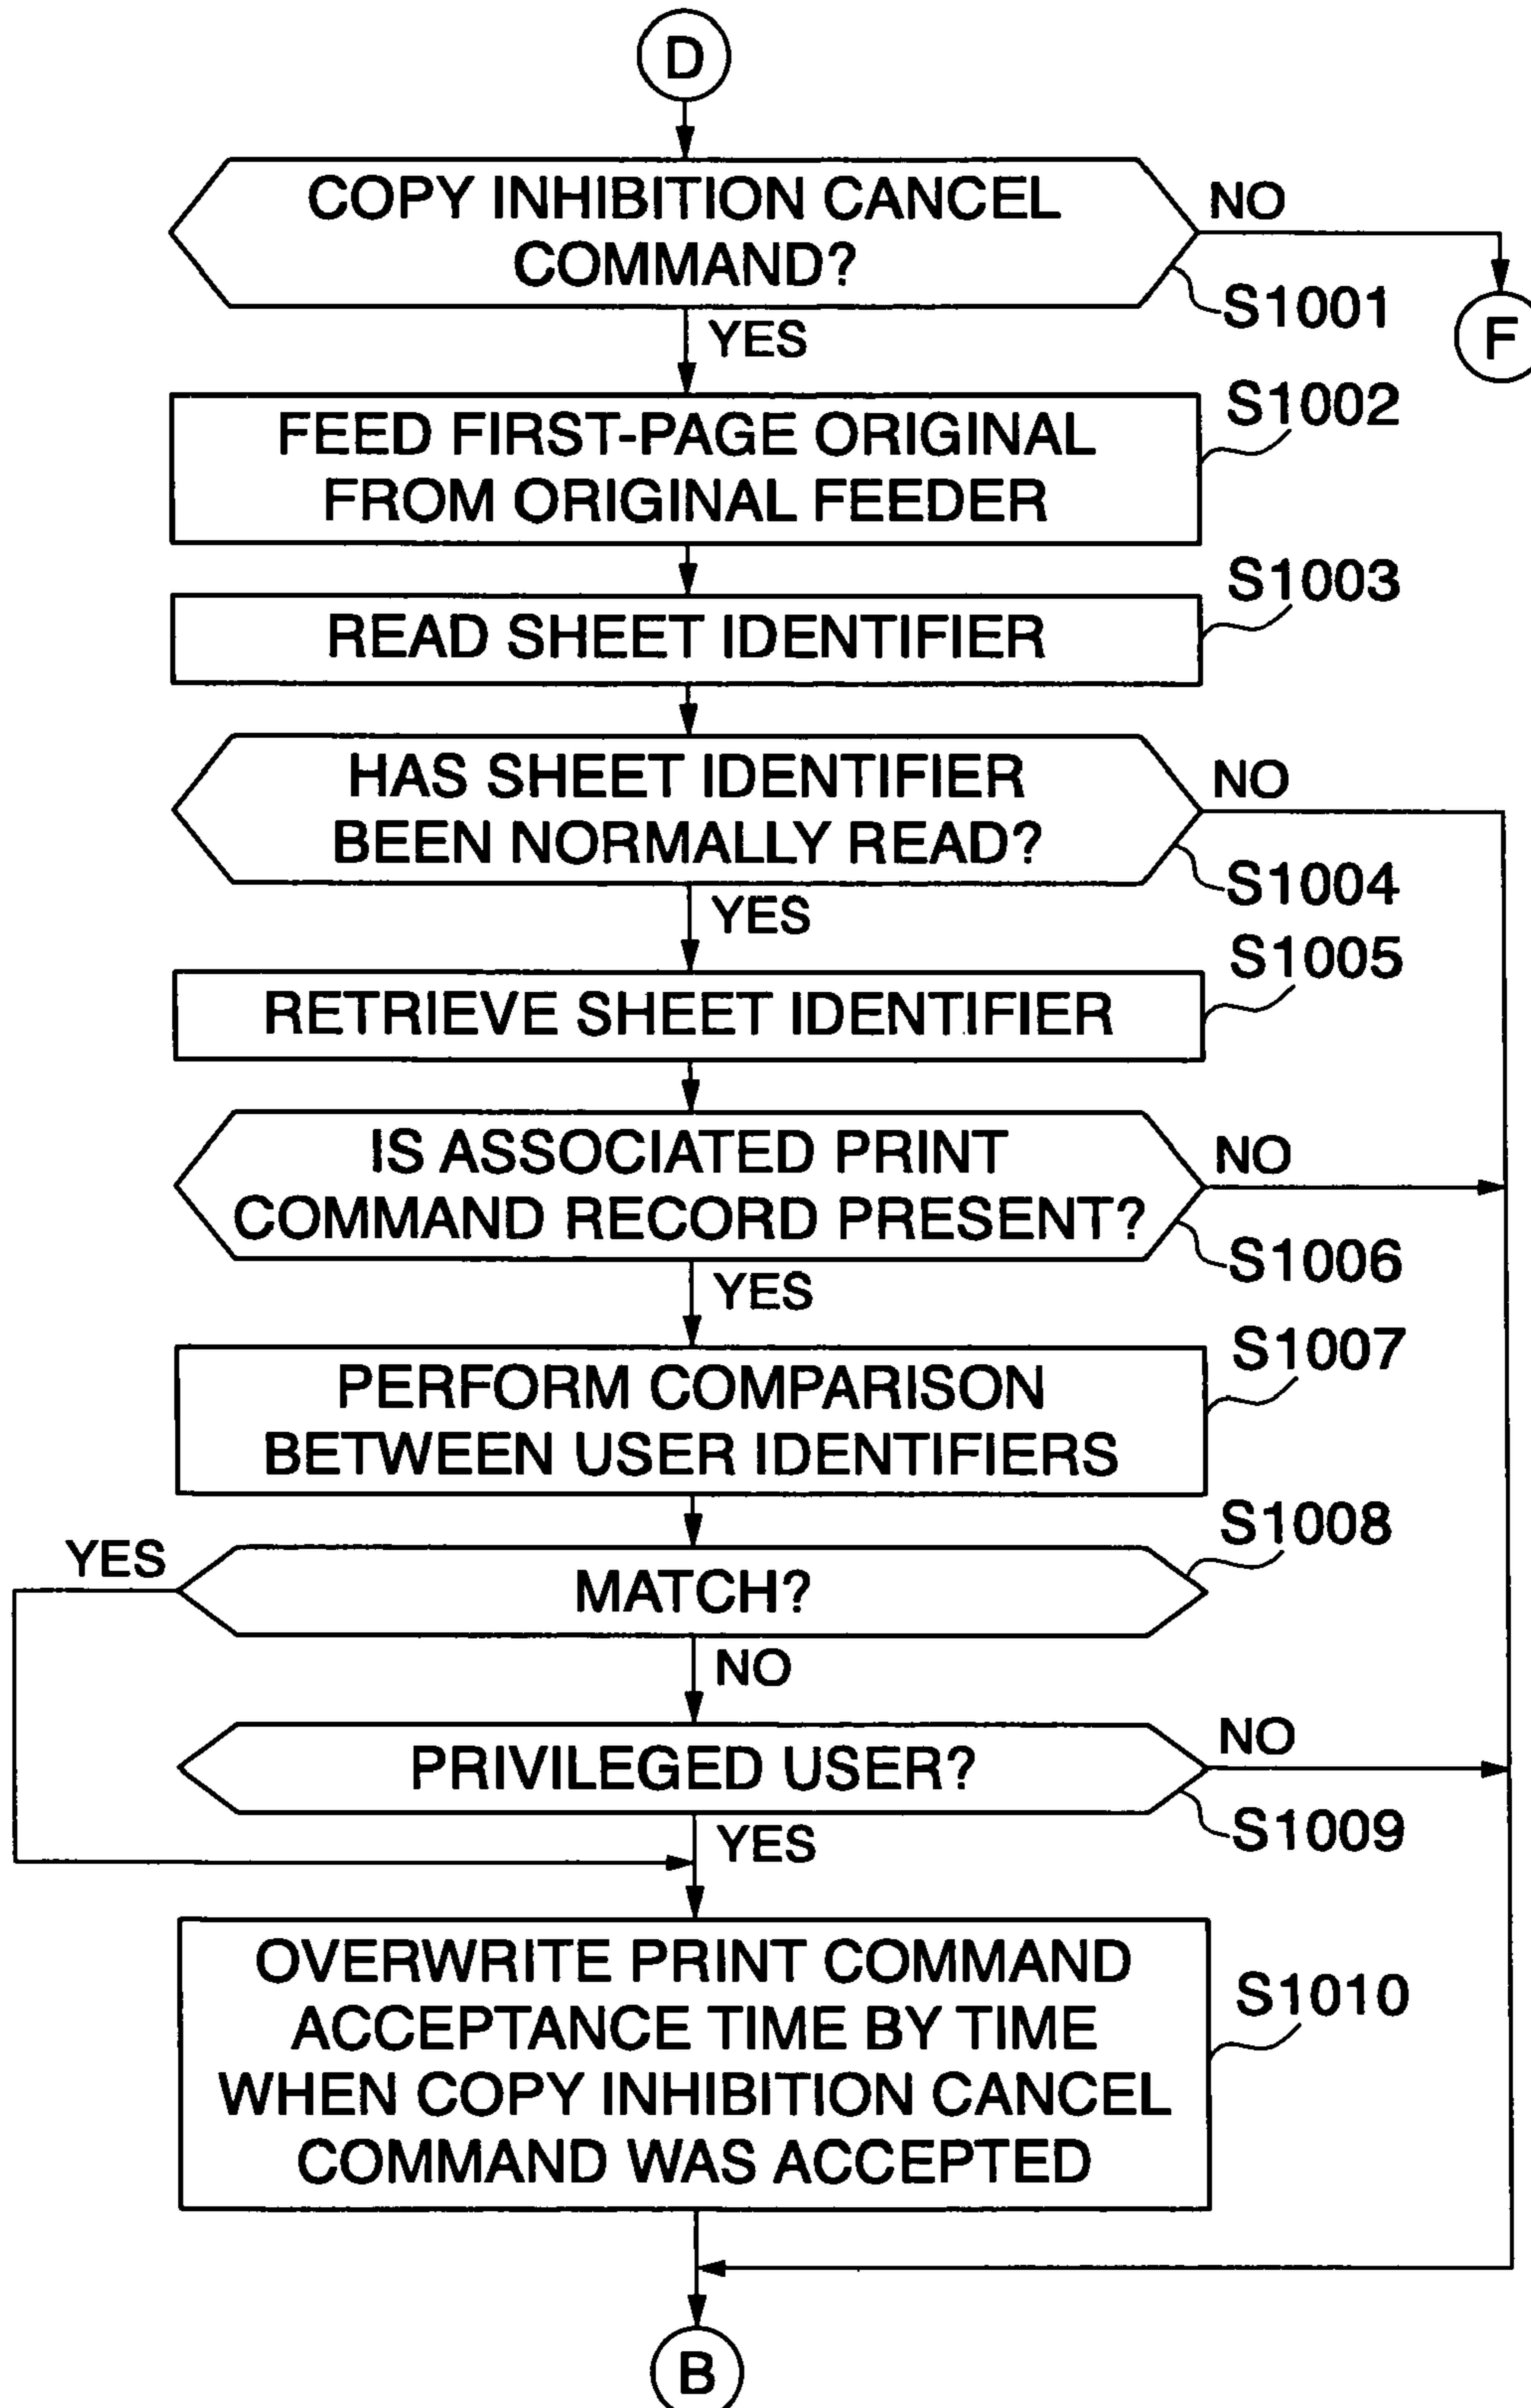 D
COPY INHIBITION CANCEL
COMMAND?
NO
S1001
F
YES
S1002
FEED FIRST-PAGE ORIGINAL
FROM ORIGINAL FEEDER
S1003
READ SHEET IDENTIFIER
HAS SHEET IDENTIFIER
BEEN NORMALLY READ?
NO
S1004
YES
S1005
RETRIEVE SHEET IDENTIFIER
IS ASSOCIATED PRINT
COMMAND RECORD PRESENT?
NO
S1006
YES
S1007
PERFORM COMPARISON
BETWEEN USER IDENTIFIERS
S1008
YES
MATCH?
NO
PRIVILEGED USER?
NO
S1009
YES
OVERWRITE PRINT COMMAND
ACCEPTANCE TIME BY TIME
WHEN COPY INHIBITION CANCEL
COMMAND WAS ACCEPTED
S1010
B